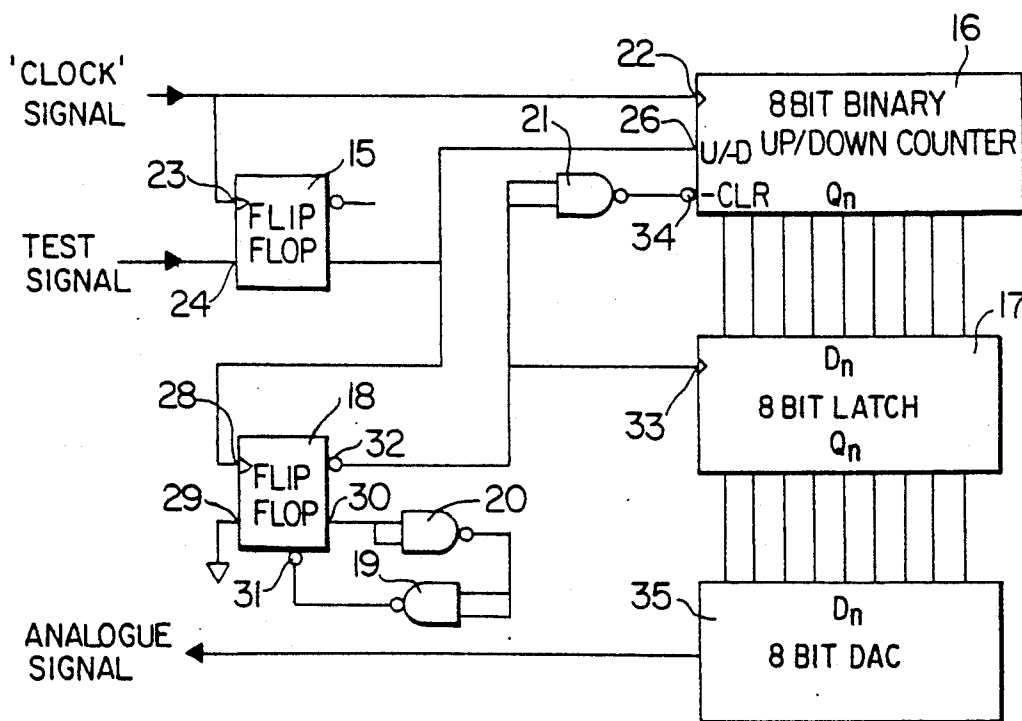 'CLOCK'
SIGNAL
22
16
8 BIT BINARY
UP/DOWN COUNTER
21
26
U/-D
15
23
FLIP
FLOP
-CLR
Qn
34
TEST
SIGNAL
24
17
Dn
8 BIT LATCH
Qn
33
28
18
32
FLIP
FLOP
29
30
20
31
19
35
Dn
8 BIT DAC
ANALOGUE
SIGNAL